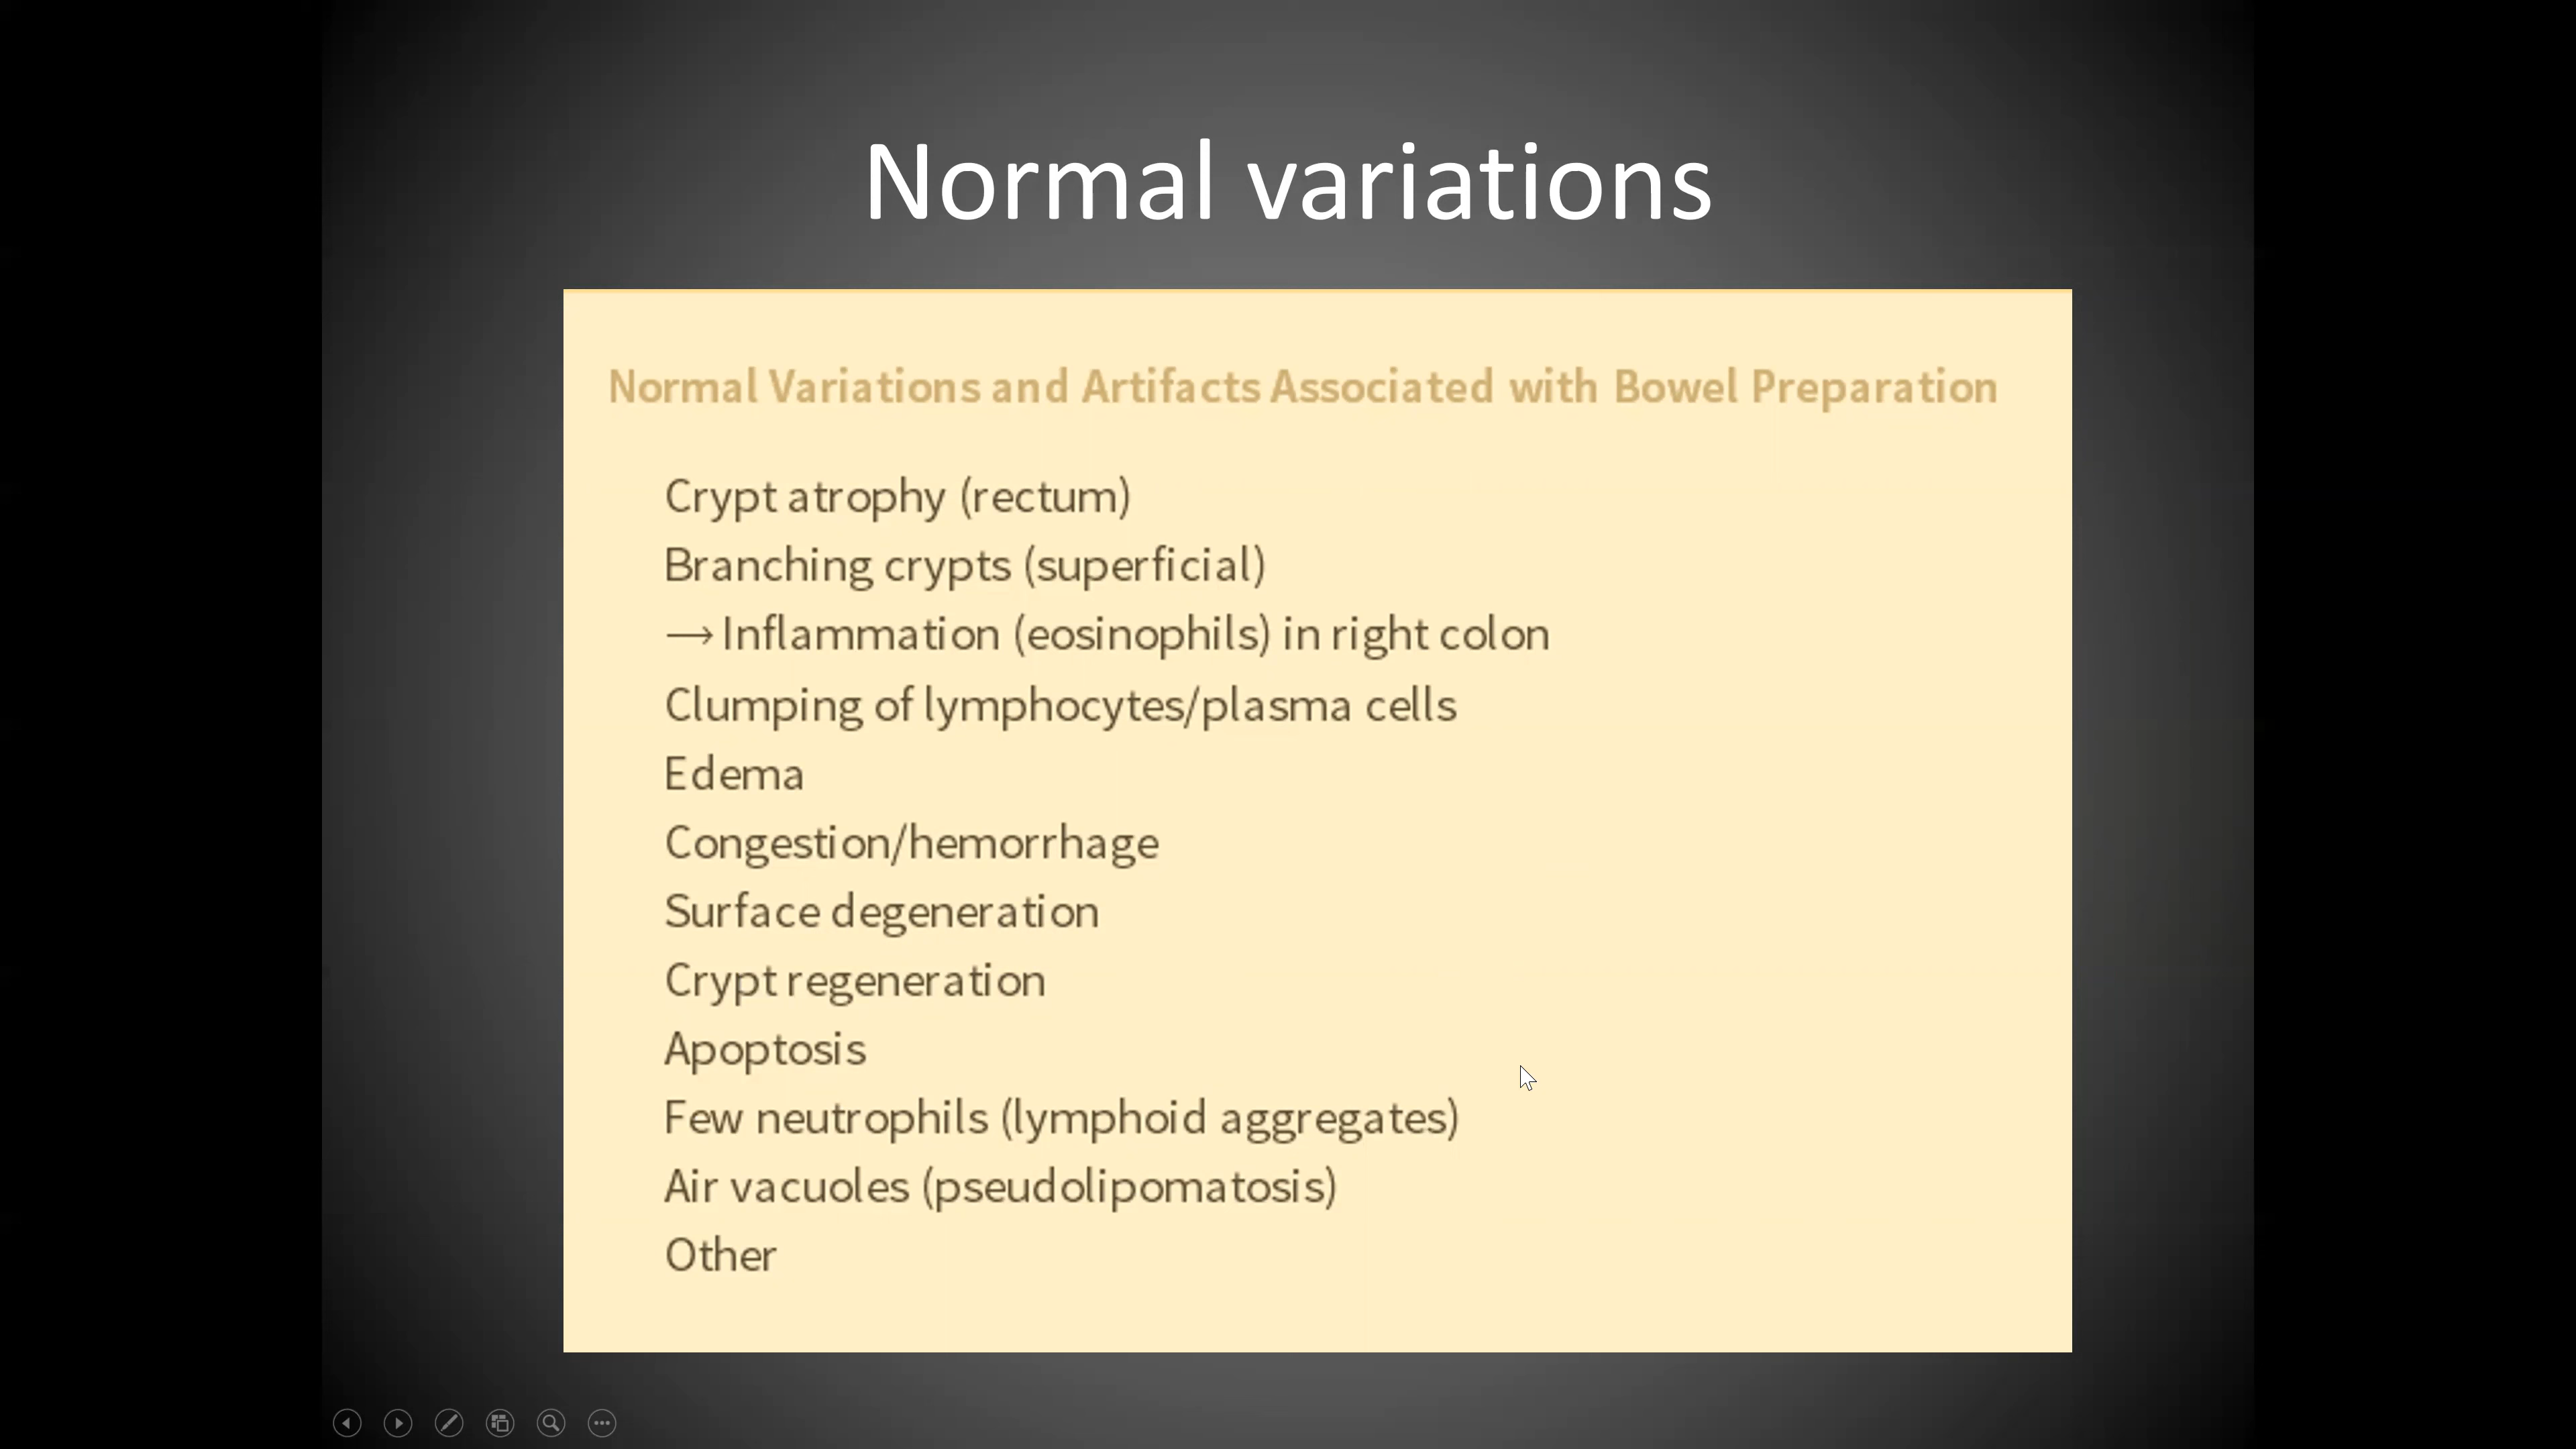 Normal variations
Normal Variations and Artifacts Associated with Bowel Preparation
Crypt atrophy (rectum)
Branching crypts (superficial)
→ Inflammation (eosinophils) in right colon
Clumping of lymphocytes/plasma cells
Edema
Congestion/hemorrhage
Surface degeneration
Crypt regeneration
Apoptosis
Few neutrophils (lymphoid aggregates)
Air vacuoles (pseudolipomatosis)
Other